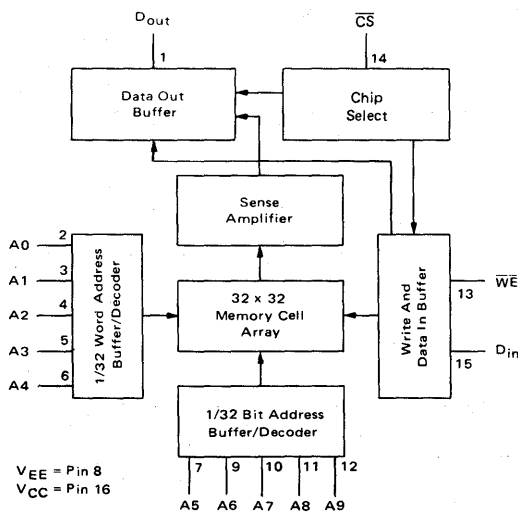 Dout
CS
1
14
Data Out
Buffer
Chip
Select
Sense
Amplifier
A0 2
A1 3
A2 4
A3 5
A4 6
1/32 Word Address
Buffer/Decoder
32 x 32
Memory Cell
Array
Write And
Data In Buffer
WE
13
Din
15
1/32 Bit Address
Buffer/Decoder
7 9 10 11 12
A5 A6 A7 A8 A9
VEE = Pin 8
VCC = Pin 16